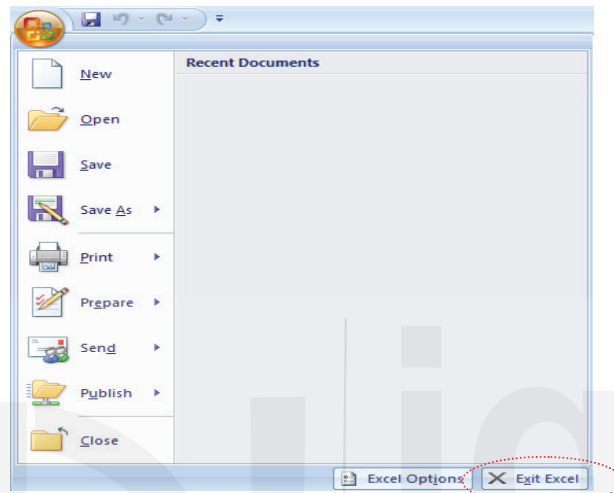 Recent Documents
New
Open
Save
Save As
Print
Prepare
Send
Publish
Close
Excel Options
Exit Excel